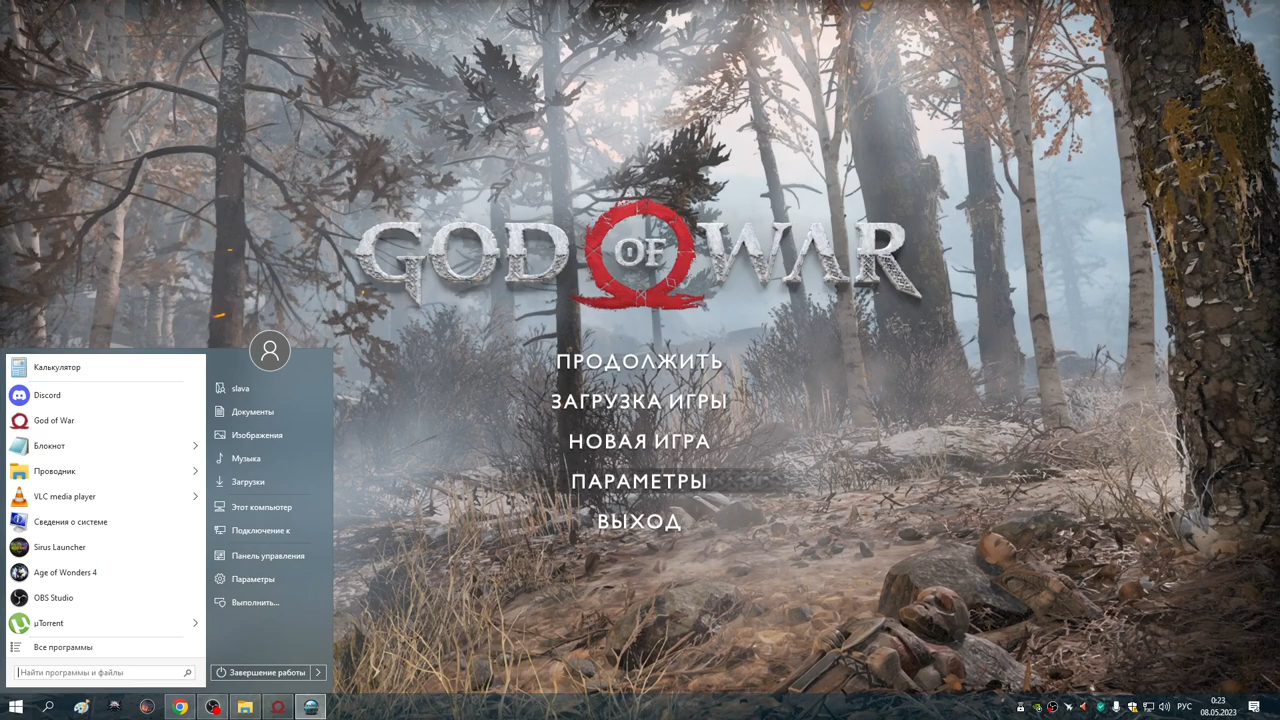 GOD OF WAR
ПРОДОЛЖИТЬ
ЗАГРУЗКА ИГРЫ
НОВАЯ ИГРА
ПАРАМЕТРЫ
ВЫХОД
Калькулятор
Discord
God of War
Блокнот
Проводник
VLC media player
Сведения о системе
Sirus Launcher
Age of Wonders 4
OBS Studio
µTorrent
Все программы
Найти программы и файлы
slava
Документы
Изображения
Музыка
Загрузки
Этот компьютер
Подключение к
Панель управления
Параметры
Выполнить...
Завершение работы
РУС
0:23
08.05.2023